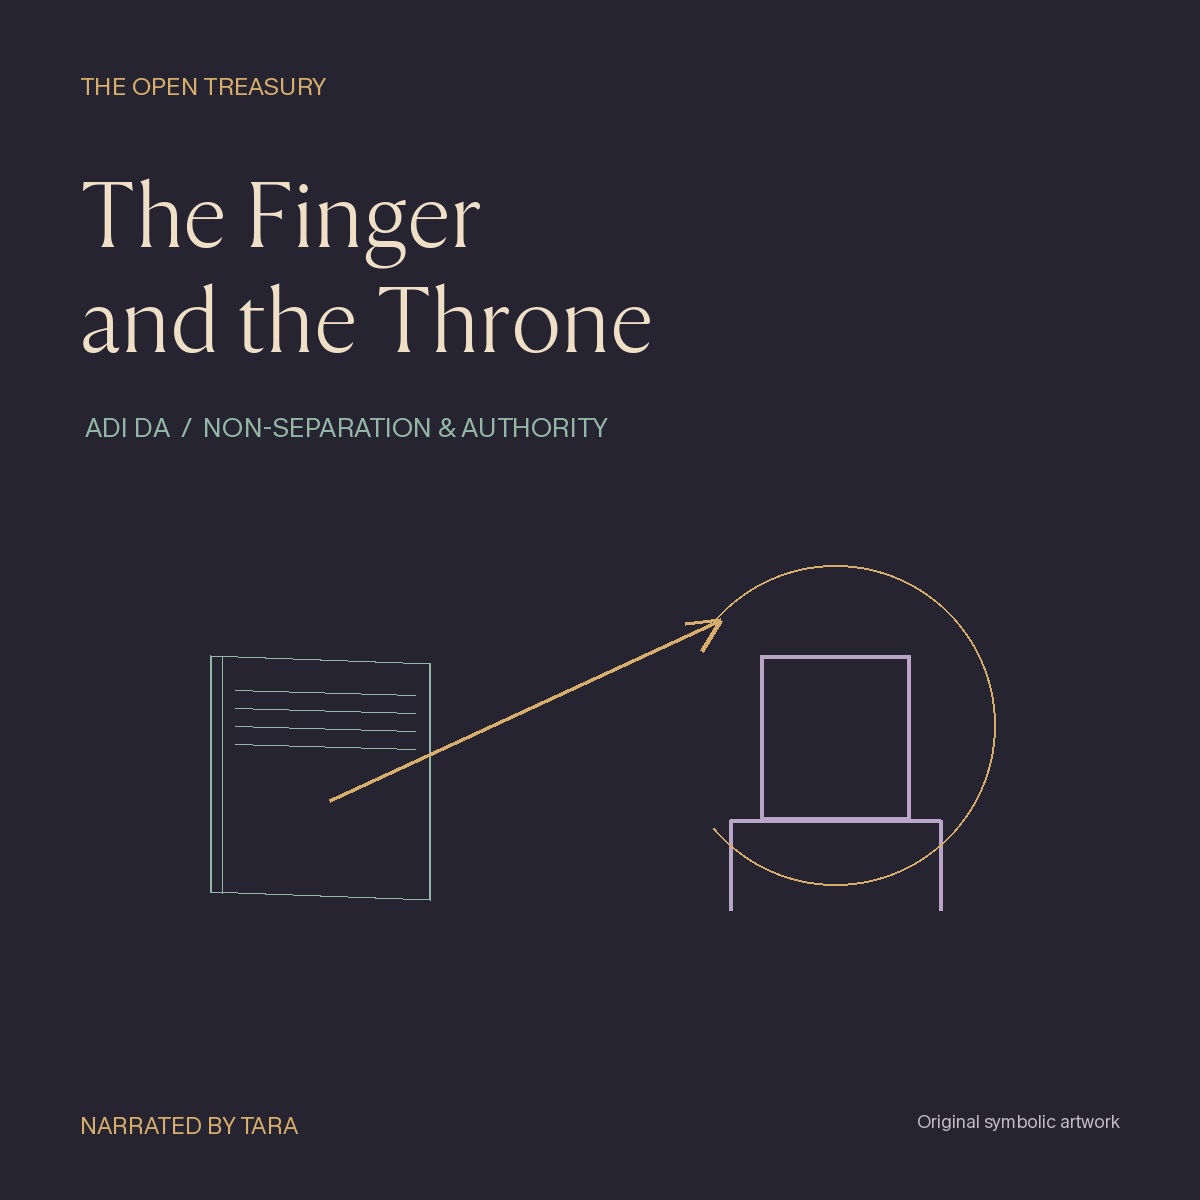 THE OPEN TREASURY
The Finger
and the Throne
ADI DA / NON-SEPARATION & AUTHORITY
NARRATED BY TARA
Original symbolic artwork